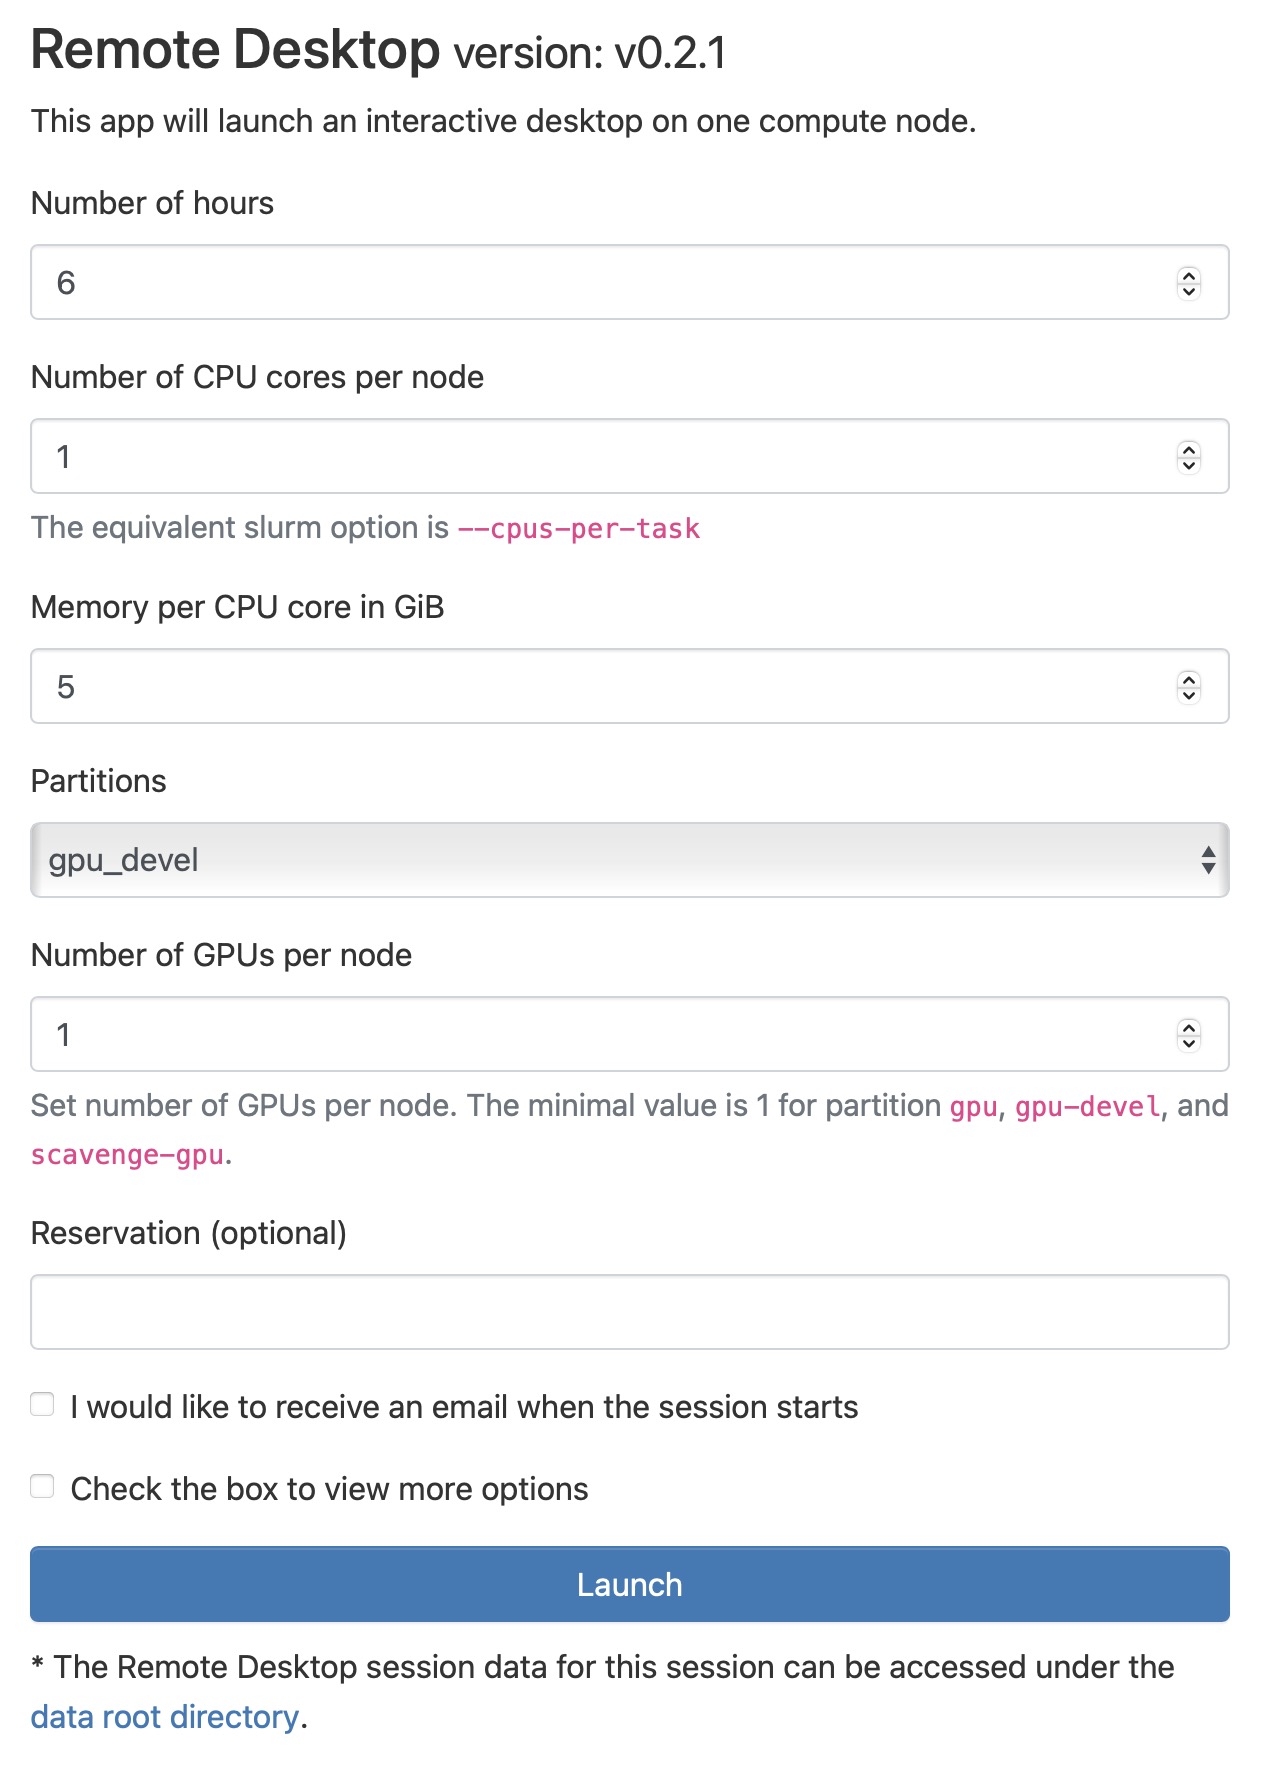 Remote Desktop version: v0.2.1
This app will launch an interactive desktop on one compute node.
Number of hours
6
Number of CPU cores per node
1
The equivalent slurm option is --cpus-per-task
Memory per CPU core in GiB
5
Partitions
gpu_devel
Number of GPUs per node
1
Set number of GPUs per node. The minimal value is 1 for partition gpu, gpu-devel, and
scavenge-gpu.
Reservation (optional)
I would like to receive an email when the session starts
Check the box to view more options
Launch
* The Remote Desktop session data for this session can be accessed under the
data root directory.